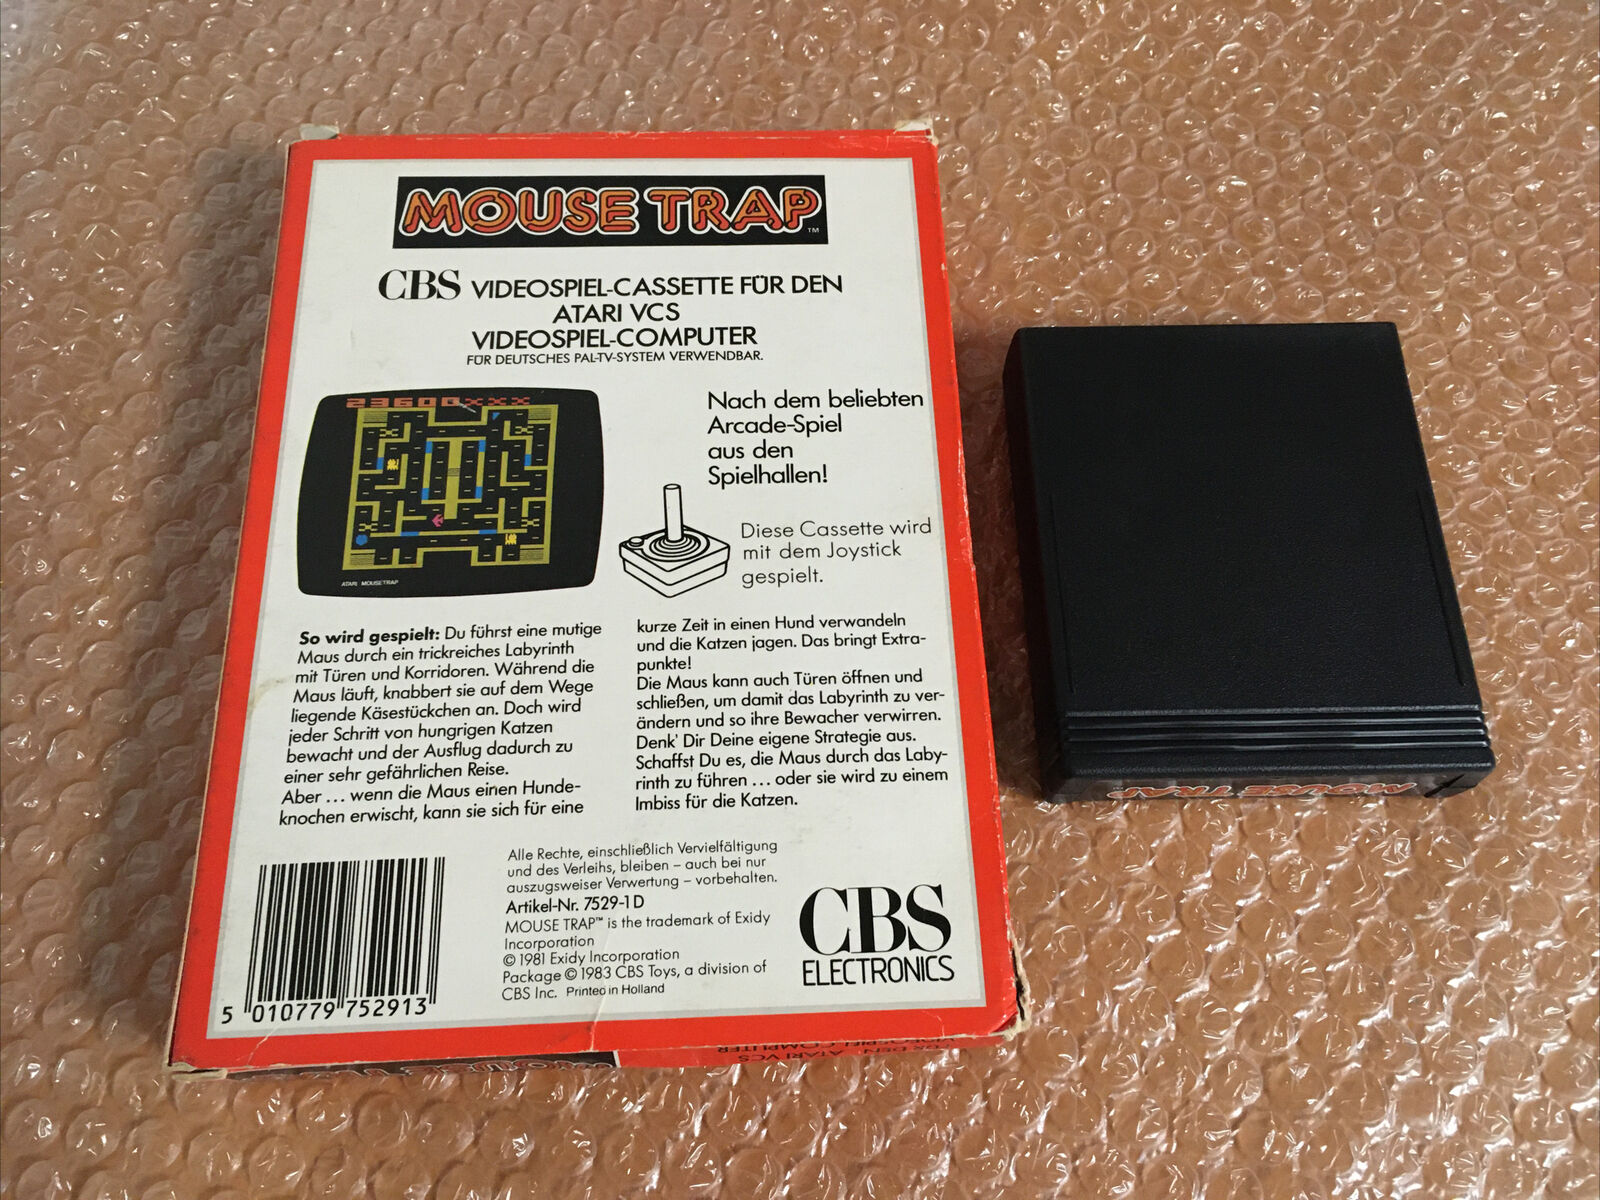 MOUSE TRAP™
CBS VIDEOSPIEL-CASSETTE FÜR DEN
ATARI VCS
VIDEOSPIEL-COMPUTER
FÜR DEUTSCHES PAL-TV-SYSTEM VERWENDBAR.
23600
ATARI MOUSETRAP
Nach dem beliebten
Arcade-Spiel
aus den
Spielhallen!
Diese Cassette wird
mit dem Joystick
gespielt.
So wird gespielt: Du führst eine mutige
Maus durch ein trickreiches Labyrinth
mit Türen und Korridoren. Während die
Maus läuft, knabbert sie auf dem Wege
liegende Käsestückchen an. Doch wird
jeder Schritt von hungrigen Katzen
bewacht und der Ausflug dadurch zu
einer sehr gefährlichen Reise.
Aber ... wenn die Maus einen Hunde-
knochen erwischt, kann sie sich für eine
kurze Zeit in einen Hund verwandeln
und die Katzen jagen. Das bringt Extra-
punkte!
Die Maus kann auch Türen öffnen und
schließen, um damit das Labyrinth zu ver-
ändern und so ihre Bewacher verwirren.
Denk' Dir Deine eigene Strategie aus.
Schaffst Du es, die Maus durch das Laby-
rinth zu führen ... oder sie wird zu einem
Imbiss für die Katzen.
Alle Rechte, einschließlich Vervielfältigung
und des Verleihs, bleiben – auch bei nur
auszugsweiser Verwertung – vorbehalten.
Artikel-Nr. 7529-1D
MOUSE TRAP™ is the trademark of Exidy
Incorporation
© 1981 Exidy Incorporation
Package © 1983 CBS Toys, a division of
CBS Inc. Printed in Holland
5 010779 752913
CBS
ELECTRONICS
ATARI VCS
VIDEOSPIEL-COMPUTER
MOUSE TRAP